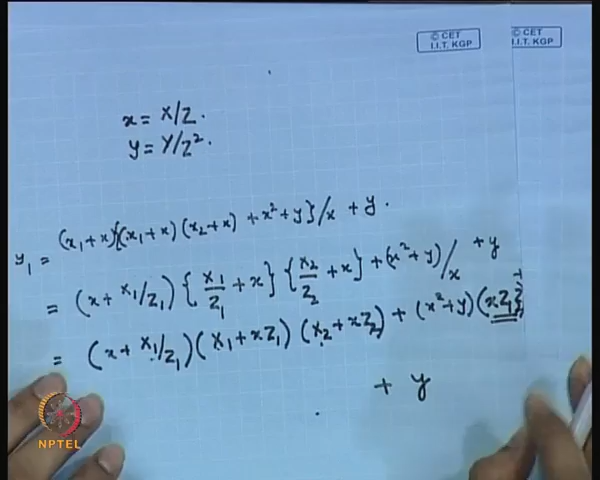 © CET
I.I.T. KGP
© CET
I.I.T. KGP
x = X/Z.
y = Y/Z².
y₁ = (x₁+x){(x₁+x)(x₂+x) + x²+y}/x + y.
= (x + X₁/Z₁) {X₁/Z₁ + x} {X₂/Z₂ + x} + (x²+y)/x + y
= (x + X₁/Z₁)(X₁ + xZ₁)(X₂ + xZ₂) + (x²+y)(xZ₁)
+ y
NPTEL